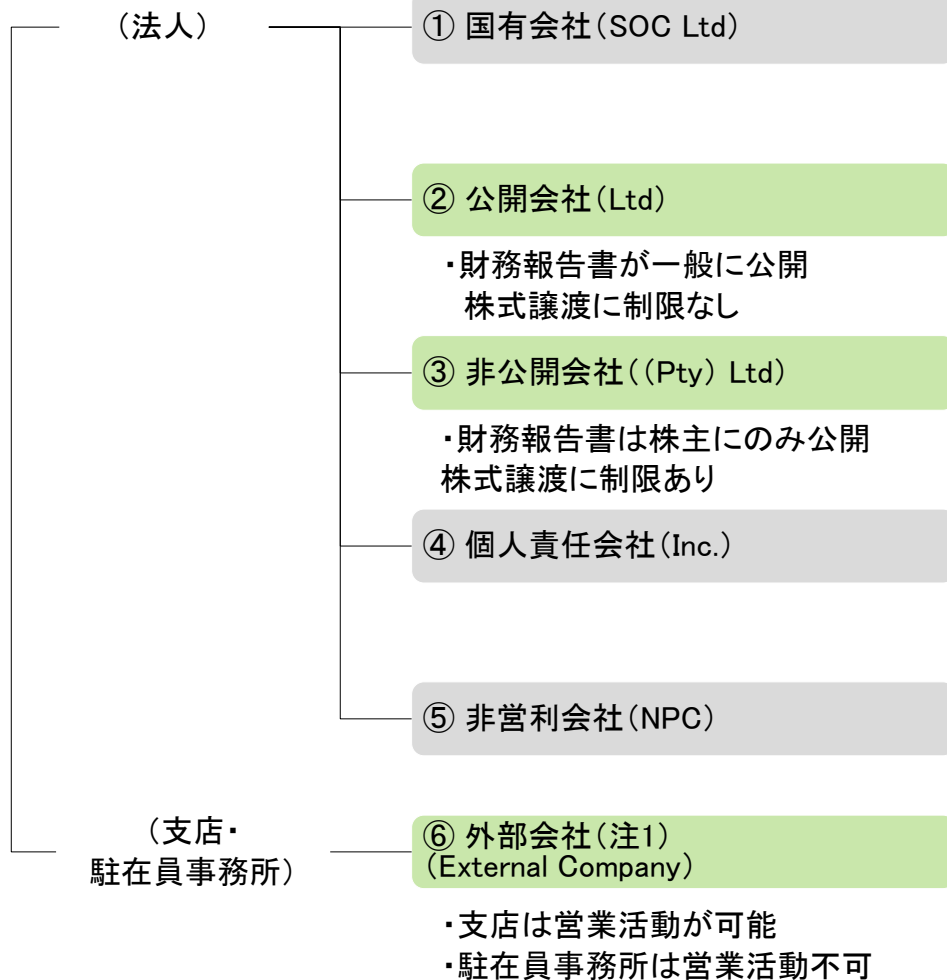 （法人）
① 国有会社（SOC Ltd）
② 公開会社（Ltd）
・財務報告書が一般に公開
株式譲渡に制限なし
③ 非公開会社（（Pty） Ltd）
・財務報告書は株主にのみ公開
株式譲渡に制限あり
④ 個人責任会社（Inc.）
⑤ 非営利会社（NPC）
（支店・
駐在員事務所）
⑥ 外部会社（注1）
（External Company）
・支店は営業活動が可能
・駐在員事務所は営業活動不可